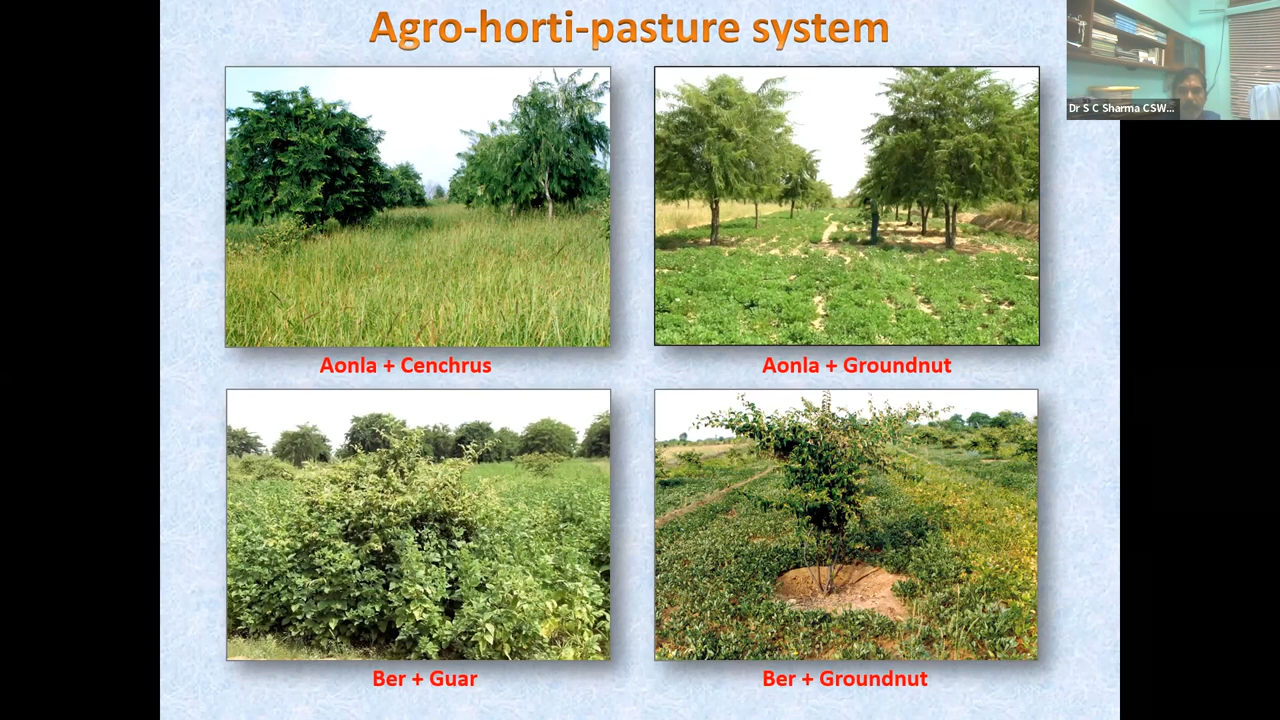 Agro-horti-pasture system
Dr S C Sharma CSW...
Aonla + Cenchrus
Aonla + Groundnut
Ber + Guar
Ber + Groundnut